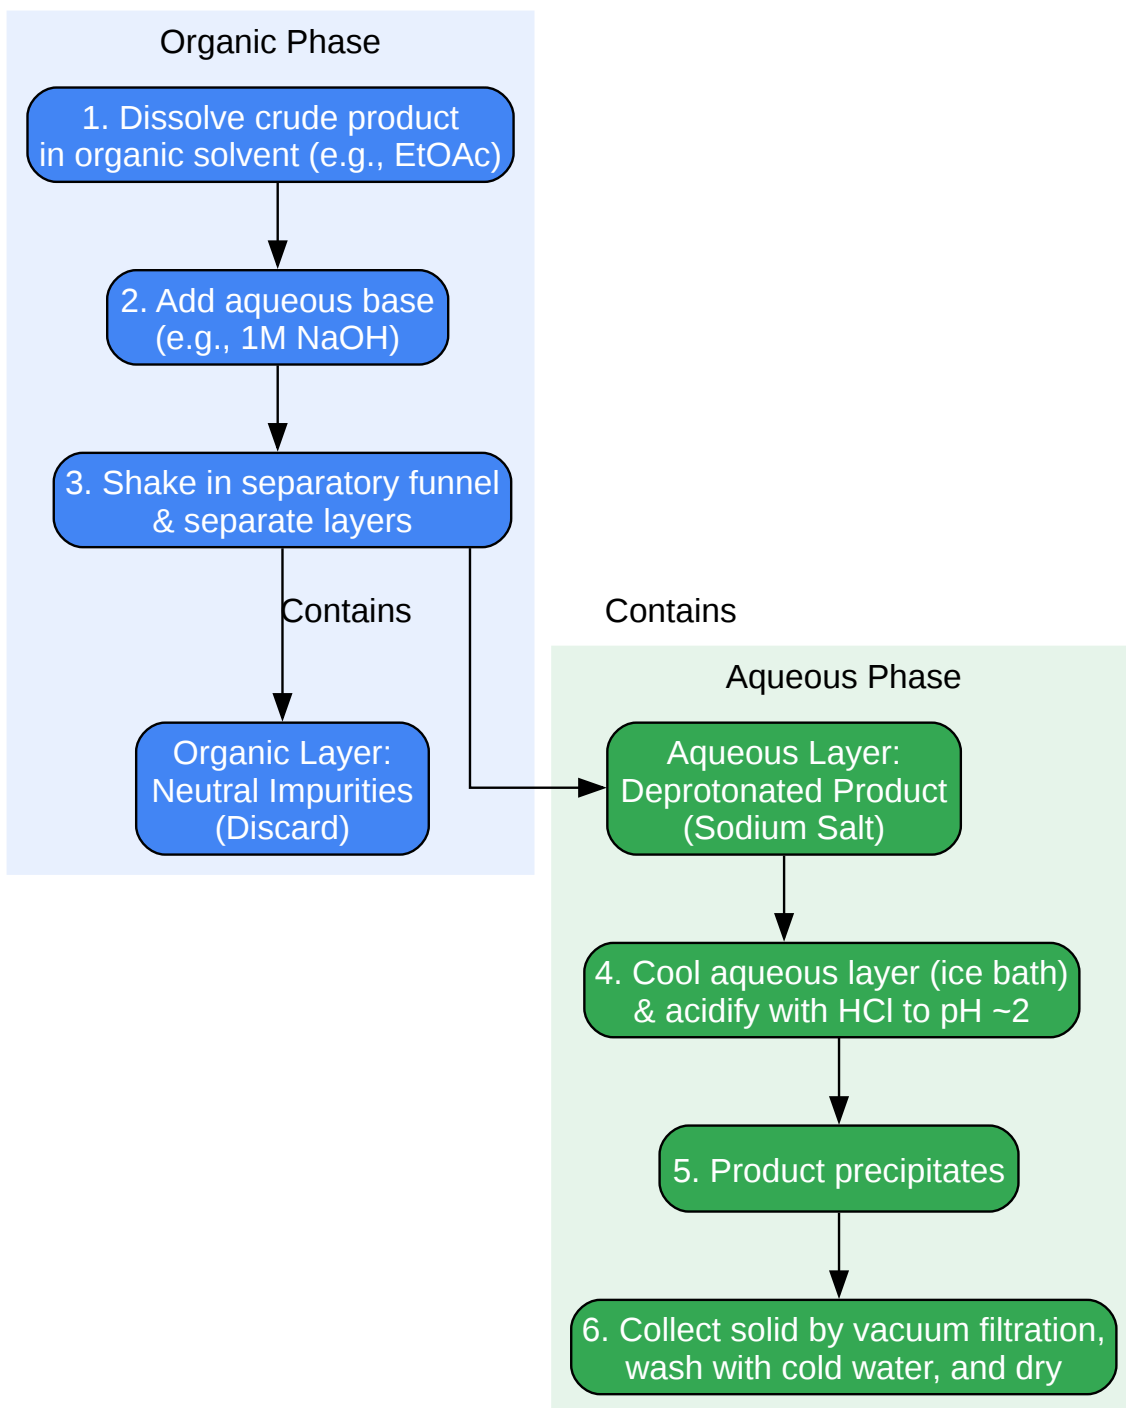 Organic Phase
1. Dissolve crude product
in organic solvent (e.g., EtOAc)
2. Add aqueous base
(e.g., 1M NaOH)
3. Shake in separatory funnel
& separate layers
Contains
Contains
Organic Layer:
Neutral Impurities
(Discard)
Aqueous Phase
Aqueous Layer:
Deprotonated Product
(Sodium Salt)
4. Cool aqueous layer (ice bath)
& acidify with HCl to pH ~2
5. Product precipitates
6. Collect solid by vacuum filtration,
wash with cold water, and dry